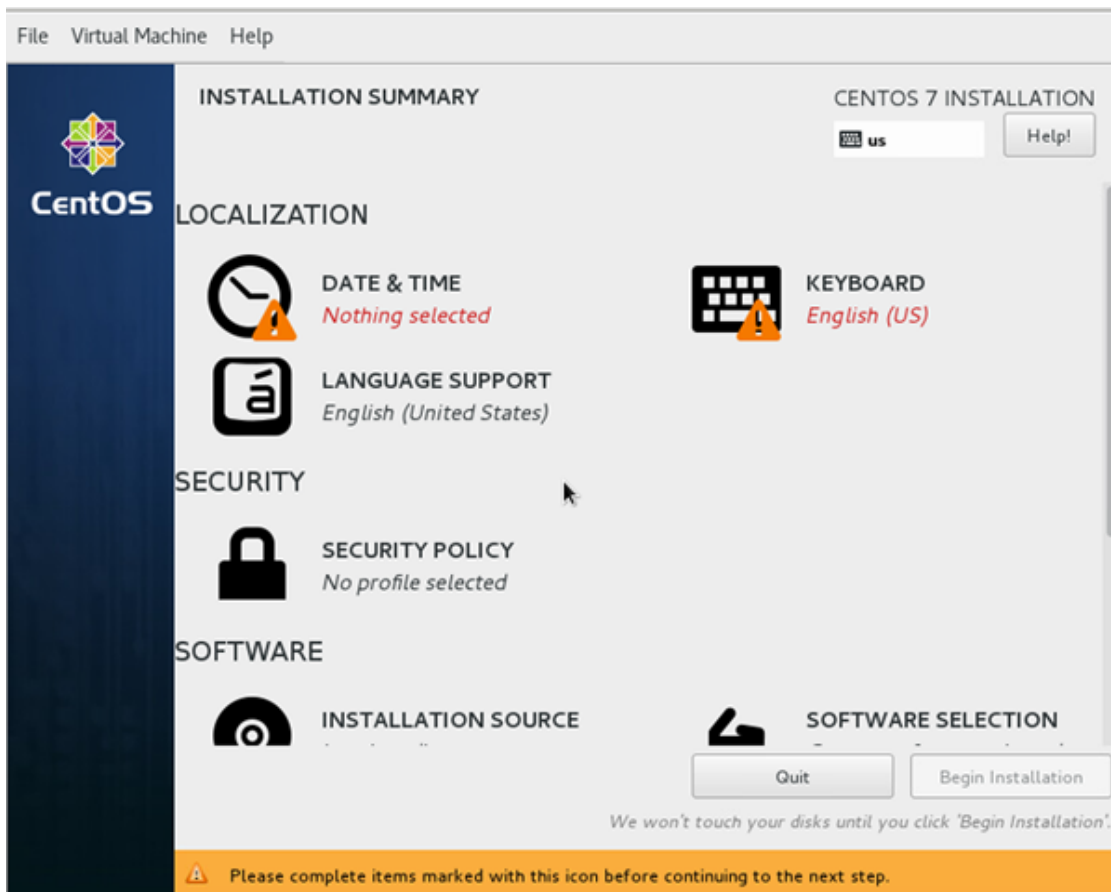 File Virtual Machine Help
INSTALLATION SUMMARY
CENTOS 7 INSTALLATION
us
Help!
CentOS
LOCALIZATION
DATE & TIME
Nothing selected
KEYBOARD
English (US)
á
LANGUAGE SUPPORT
English (United States)
SECURITY
SECURITY POLICY
No profile selected
SOFTWARE
INSTALLATION SOURCE
SOFTWARE SELECTION
Quit
Begin Installation
We won't touch your disks until you click 'Begin Installation'.
Please complete items marked with this icon before continuing to the next step.